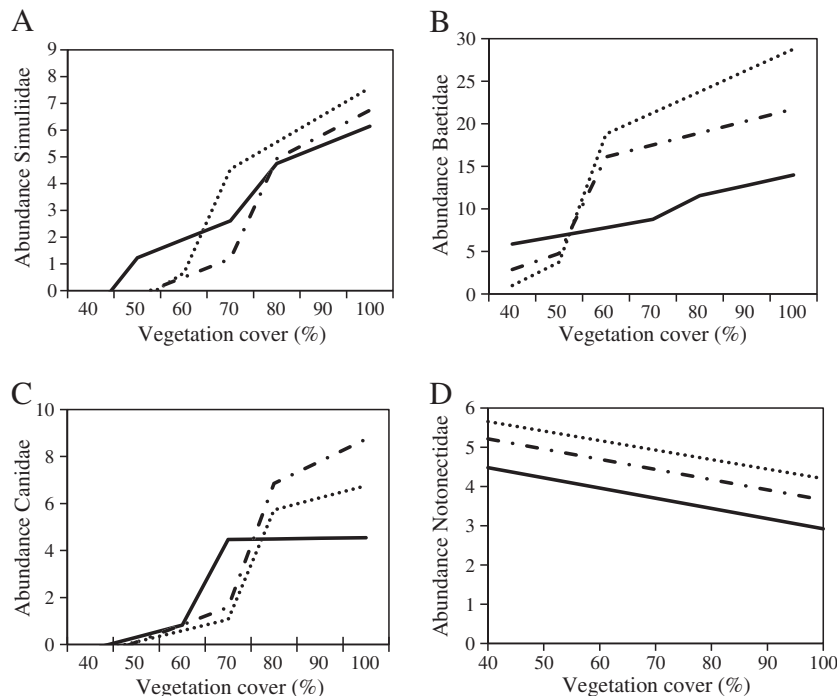 A
Abundance Simuliidae
9
8
7
6
5
4
3
2
1
0
40 50 60 70 80 90 100
Vegetation cover (%)
B
Abundance Baetidae
30
25
20
15
10
5
0
40 50 60 70 80 90 100
Vegetation cover (%)
C
Abundance Canidae
10
8
6
4
2
0
40 50 60 70 80 90 100
Vegetation cover (%)
D
Abundance Notonectidae
6
5
4
3
2
1
0
40 50 60 70 80 90 100
Vegetation cover (%)